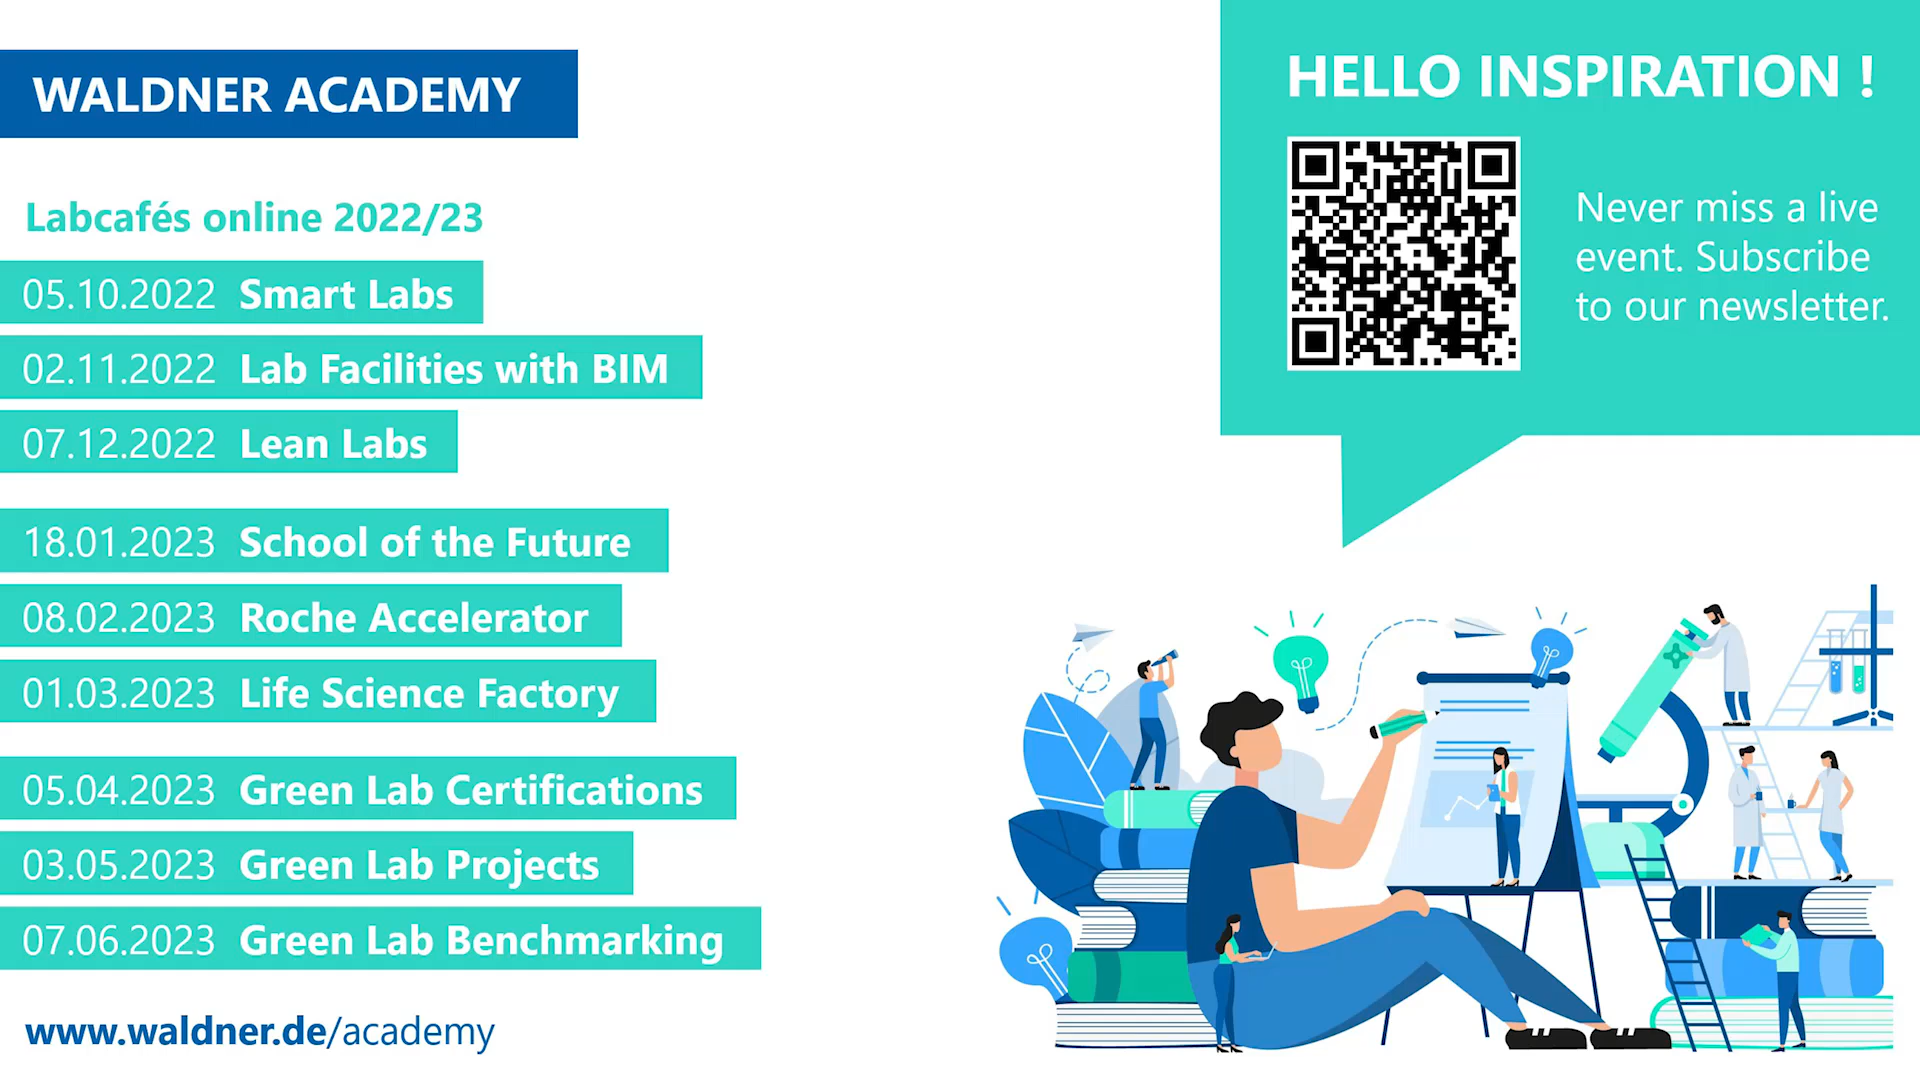 WALDNER ACADEMY
Labcafés online 2022/23
05.10.2022 Smart Labs
02.11.2022 Lab Facilities with BIM
07.12.2022 Lean Labs
18.01.2023 School of the Future
08.02.2023 Roche Accelerator
01.03.2023 Life Science Factory
05.04.2023 Green Lab Certifications
03.05.2023 Green Lab Projects
07.06.2023 Green Lab Benchmarking
www.waldner.de/academy
HELLO INSPIRATION !
Never miss a live
event. Subscribe
to our newsletter.